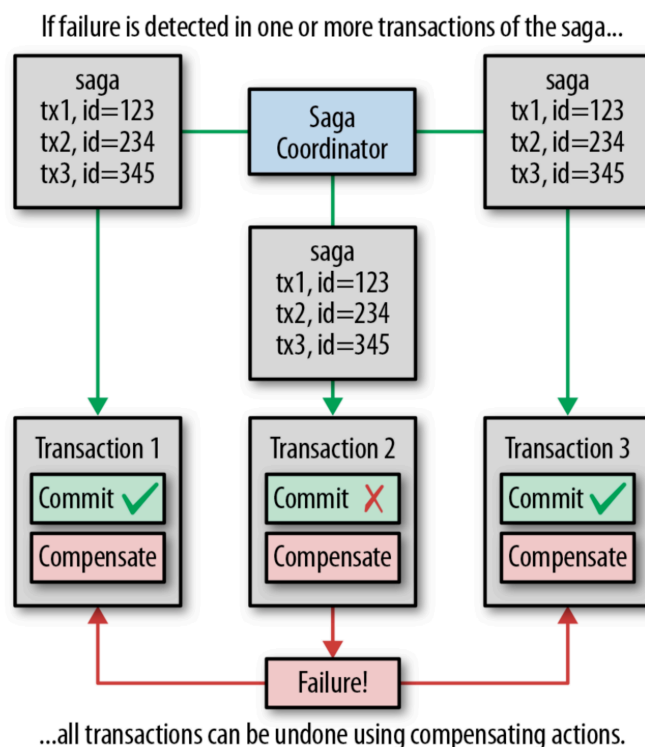 If failure is detected in one or more transactions of the saga...
saga
tx1, id=123
tx2, id=234
tx3, id=345
Saga
Coordinator
saga
tx1, id=123
tx2, id=234
tx3, id=345
saga
tx1, id=123
tx2, id=234
tx3, id=345
Transaction 1
Commit
Compensate
Transaction 2
Commit
Compensate
Transaction 3
Commit
Compensate
Failure!
...all transactions can be undone using compensating actions.